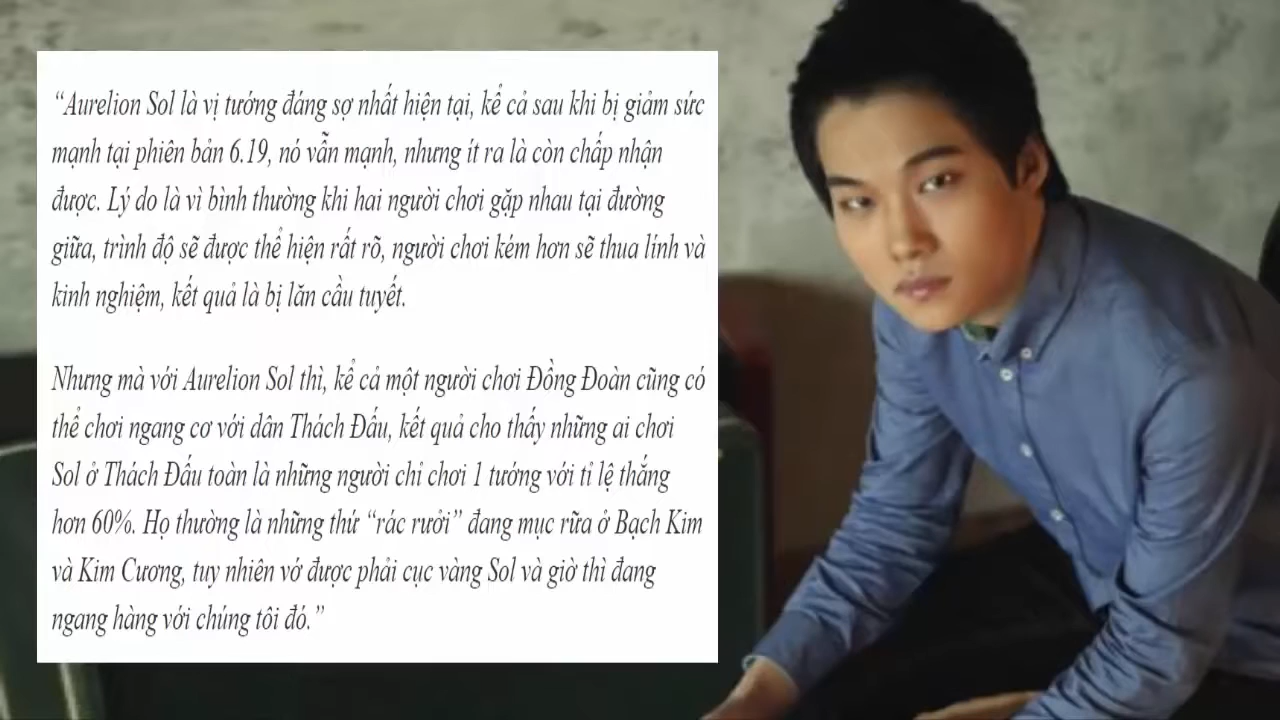 “Aurelion Sol là vị tướng đáng sợ nhất hiện tại, kể cả sau khi bị giảm sức
mạnh tại phiên bản 6.19, nó vẫn mạnh, nhưng ít ra là còn chấp nhận
được. Lý do là vì bình thường khi hai người chơi gặp nhau tại đường
giữa, trình độ sẽ được thể hiện rất rõ, người chơi kém hơn sẽ thua lính và
kinh nghiệm, kết quả là bị lăn cầu tuyết.
Nhưng mà với Aurelion Sol thì, kể cả một người chơi Đồng Đoàn cũng có
thể chơi ngang cơ với dân Thách Đấu, kết quả cho thấy những ai chơi
Sol ở Thách Đấu toàn là những người chỉ chơi 1 tướng với tỉ lệ thắng
hơn 60%. Họ thường là những thứ “rác rưởi” đang mục rữa ở Bạch Kim
và Kim Cương, tuy nhiên vớ được phải cục vàng Sol và giờ thì đang
ngang hàng với chúng tôi đó.”